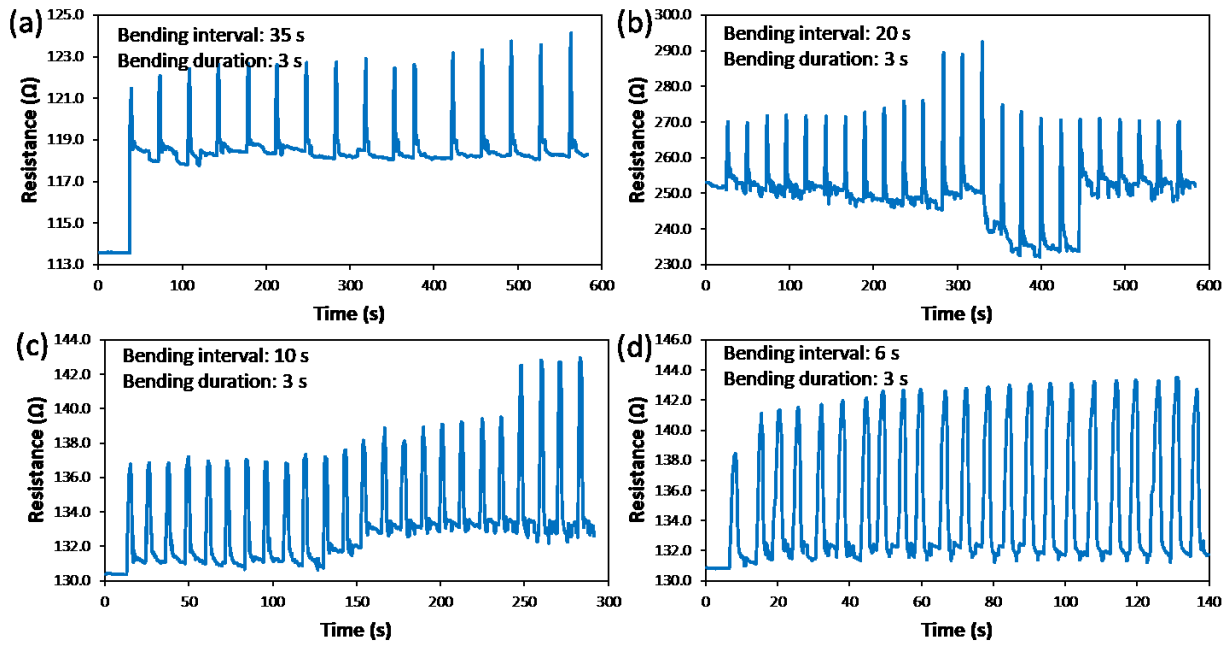 (a)
Bending interval: 35 s
Bending duration: 3 s
125.0
123.0
121.0
119.0
117.0
115.0
113.0
Resistance (Ω)
0 100 200 300 400 500 600
Time (s)
(b)
Bending interval: 20 s
Bending duration: 3 s
300.0
290.0
280.0
270.0
260.0
250.0
240.0
230.0
Resistance (Ω)
0 100 200 300 400 500 600
Time (s)
(c)
Bending interval: 10 s
Bending duration: 3 s
144.0
142.0
140.0
138.0
136.0
134.0
132.0
130.0
Resistance (Ω)
0 50 100 150 200 250 300
Time (s)
(d)
Bending interval: 6 s
Bending duration: 3 s
146.0
144.0
142.0
140.0
138.0
136.0
134.0
132.0
130.0
Resistance (Ω)
0 20 40 60 80 100 120 140
Time (s)